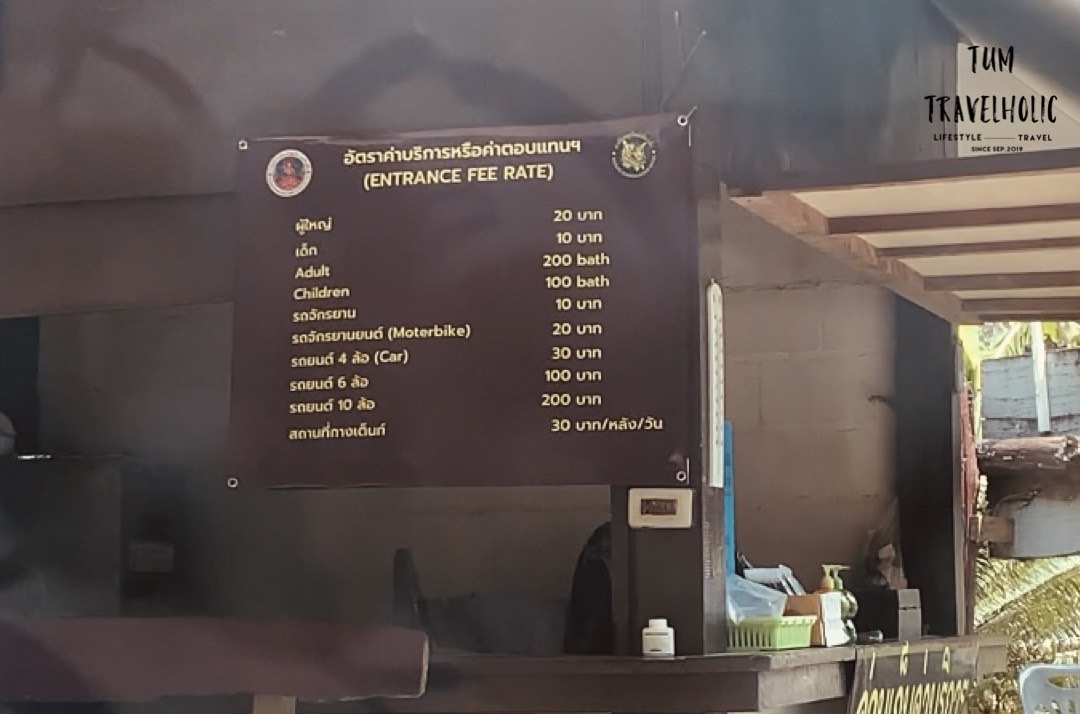 TUM
TRAVELHOLIC
LIFESTYLE TRAVEL
SINCE SEP.2019
อัตราค่าบริการหรือค่าตอบแทนฯ
(ENTRANCE FEE RATE)
ผู้ใหญ่ 20 บาท
เด็ก 10 บาท
Adult 200 bath
Children 100 bath
รถจักรยาน 10 บาท
รถจักรยานยนต์ (Moterbike) 20 บาท
รถยนต์ 4 ล้อ (Car) 30 บาท
รถยนต์ 6 ล้อ 100 บาท
รถยนต์ 10 ล้อ 200 บาท
สถานที่กางเต็นท์ 30 บาท/หลัง/วัน